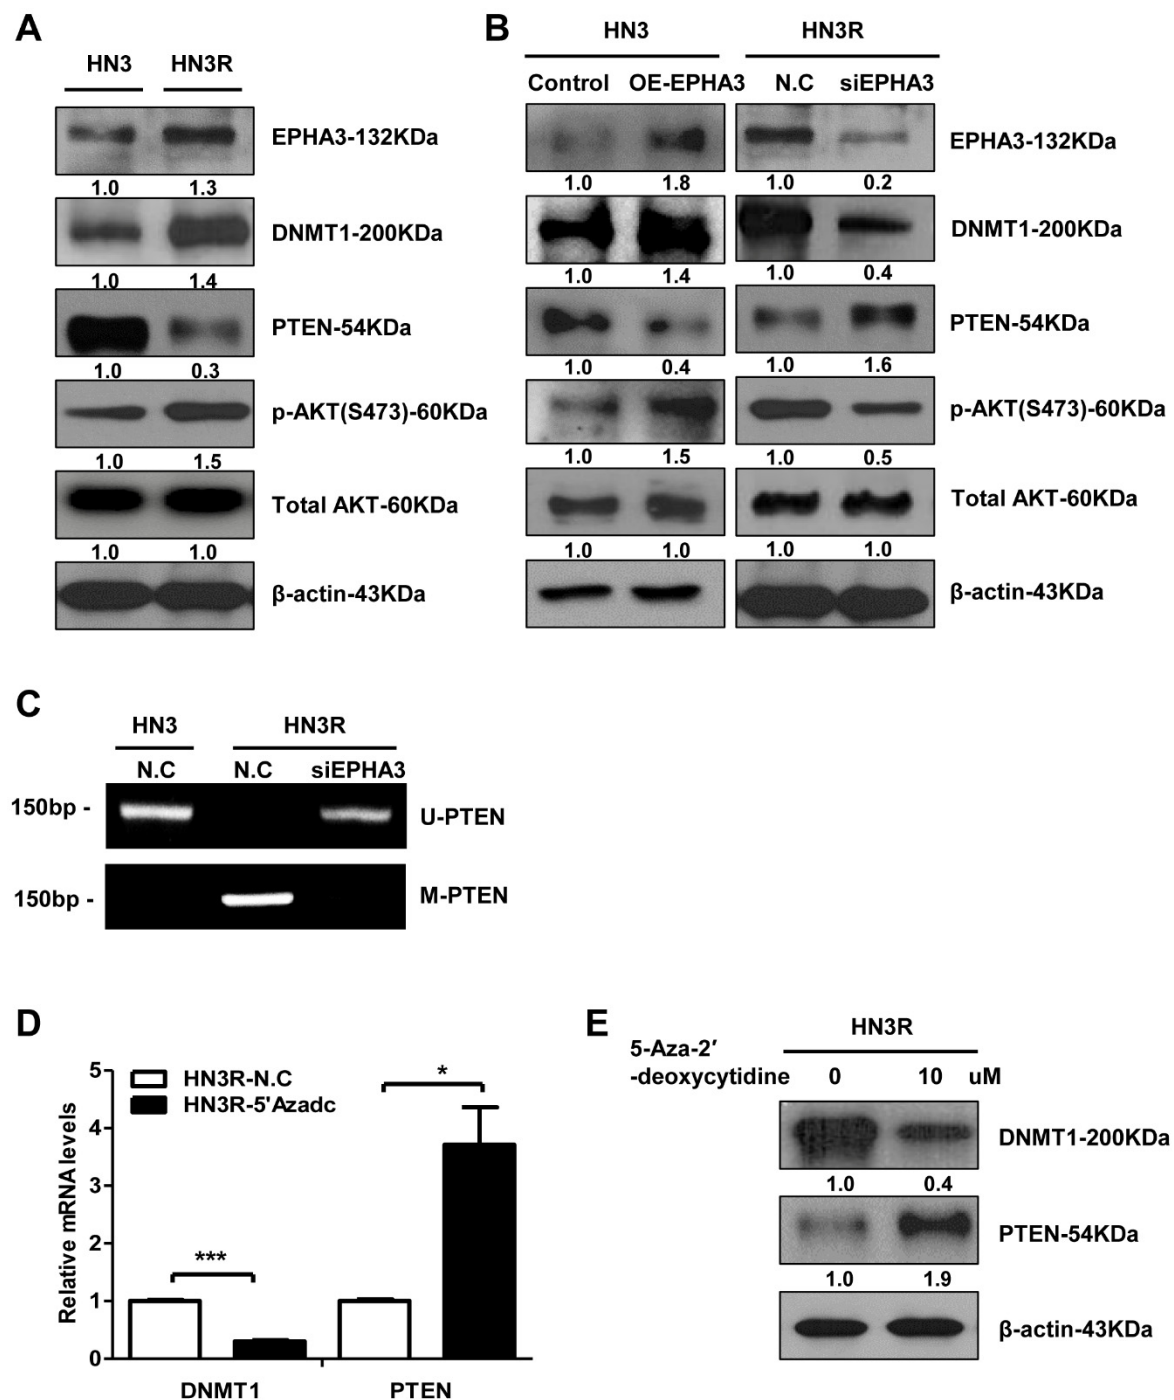 A
HN3 HN3R
EPHA3-132KDa
1.0 1.3
DNMT1-200KDa
1.0 1.4
PTEN-54KDa
1.0 0.3
p-AKT(S473)-60KDa
1.0 1.5
Total AKT-60KDa
1.0 1.0
β-actin-43KDa
B
HN3 HN3R
Control OE-EPHA3 N.C siEPHA3
EPHA3-132KDa
1.0 1.8 1.0 0.2
DNMT1-200KDa
1.0 1.4 1.0 0.4
PTEN-54KDa
1.0 0.4 1.0 1.6
p-AKT(S473)-60KDa
1.0 1.5 1.0 0.5
Total AKT-60KDa
1.0 1.0 1.0 1.0
β-actin-43KDa
C
HN3 HN3R
N.C N.C siEPHA3
150bp - U-PTEN
150bp - M-PTEN
D
Relative mRNA levels
5
4
3
2
1
0
HN3R-N.C
HN3R-5'Azadc
*
***
DNMT1 PTEN
E
HN3R
5-Aza-2′
-deoxycytidine 0 10 uM
DNMT1-200KDa
1.0 0.4
PTEN-54KDa
1.0 1.9
β-actin-43KDa